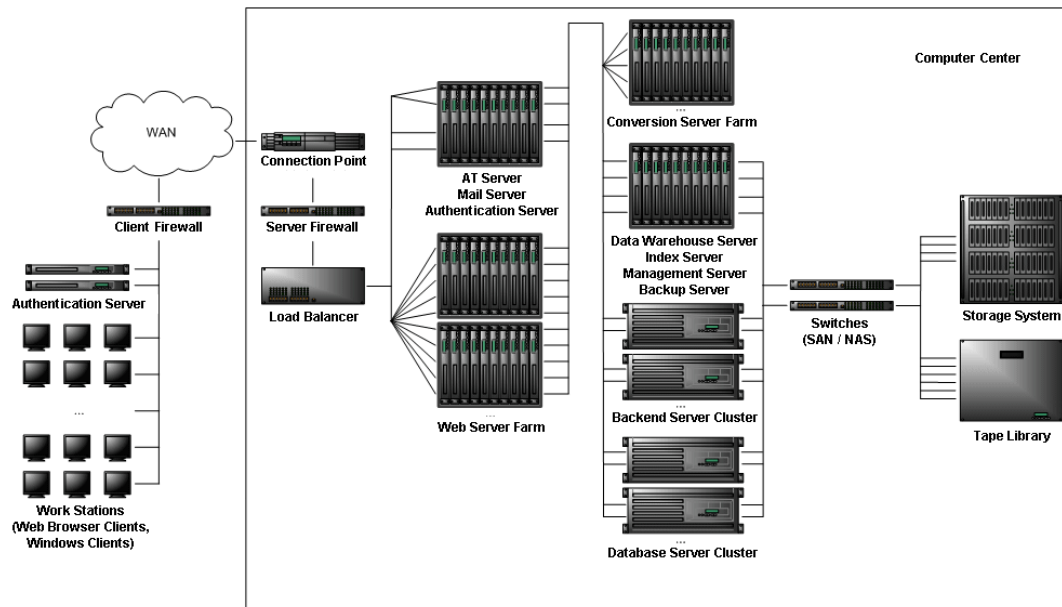 Computer Center
WAN
Connection Point
Client Firewall
Server Firewall
Authentication Server
Load Balancer
...
Work Stations
(Web Browser Clients,
Windows Clients)
AT Server
Mail Server
Authentication Server
...
Web Server Farm
...
Conversion Server Farm
Data Warehouse Server
Index Server
Management Server
Backup Server
...
Backend Server Cluster
...
Database Server Cluster
Switches
(SAN / NAS)
Storage System
Tape Library